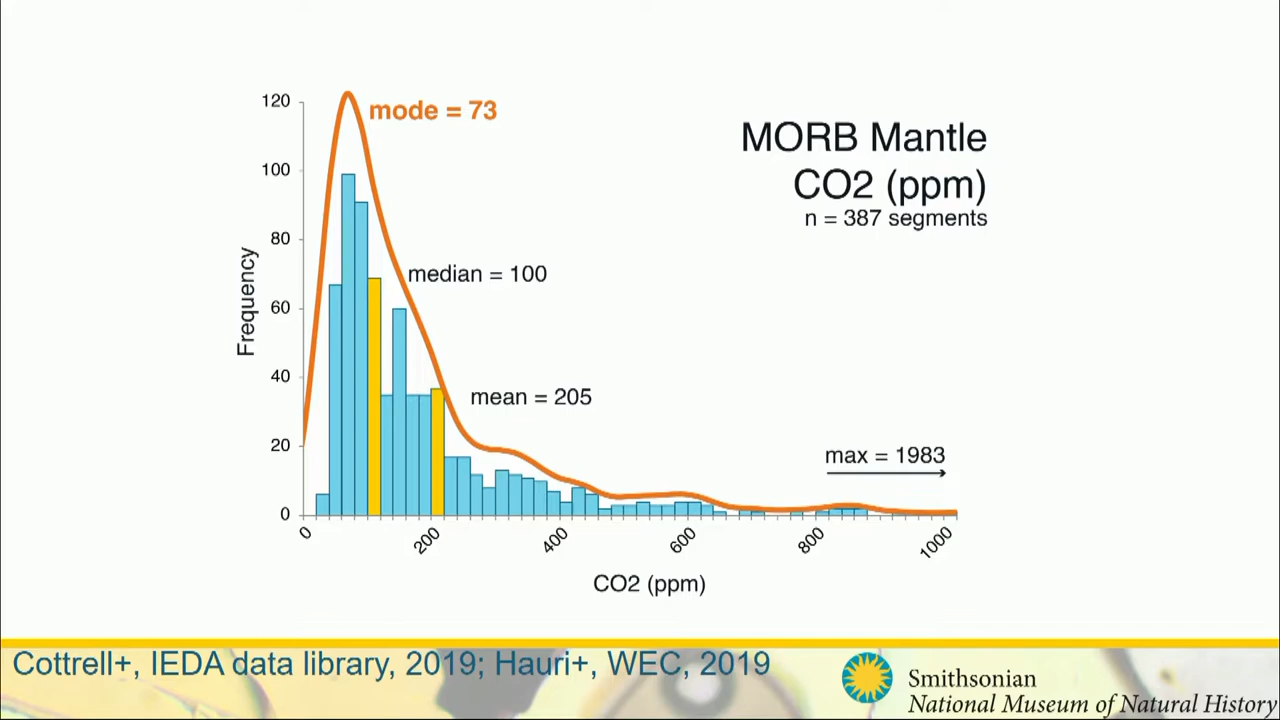 MORB Mantle
CO2 (ppm)
n = 387 segments
mode = 73
median = 100
mean = 205
max = 1983
Frequency
120
100
80
60
40
20
0
0
200
400
600
800
1000
CO2 (ppm)
Cottrell+, IEDA data library, 2019; Hauri+, WEC, 2019
Smithsonian
National Museum of Natural History